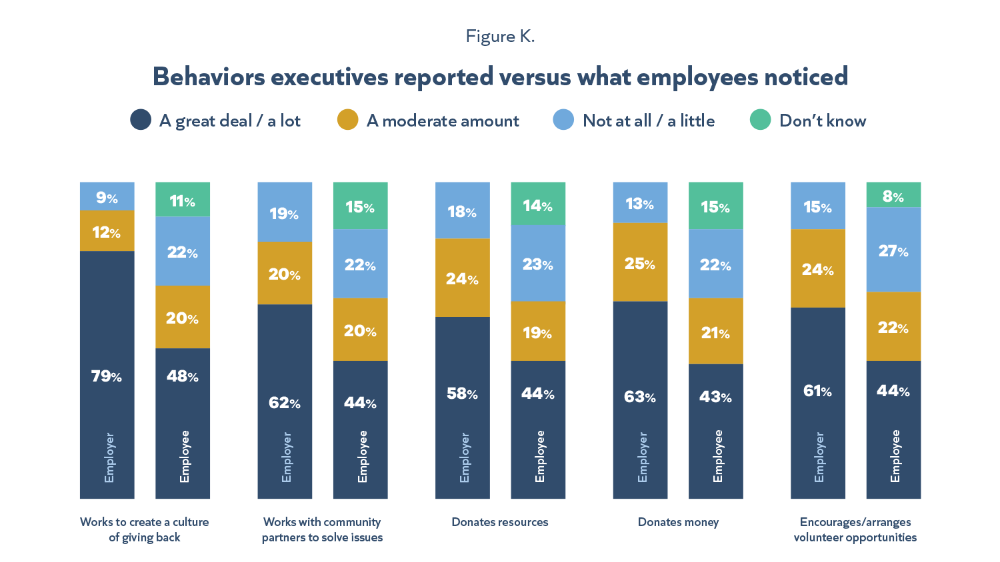 Figure K.
Behaviors executives reported versus what employees noticed
A great deal / a lot
A moderate amount
Not at all / a little
Don’t know
9%
12%
79%
Employer
11%
22%
20%
48%
Employee
Works to create a culture
of giving back
19%
20%
62%
Employer
15%
22%
20%
44%
Employee
Works with community
partners to solve issues
18%
24%
58%
Employer
14%
23%
19%
44%
Employee
Donates resources
13%
25%
63%
Employer
15%
22%
21%
43%
Employee
Donates money
15%
24%
61%
Employer
8%
27%
22%
44%
Employee
Encourages/arranges
volunteer opportunities